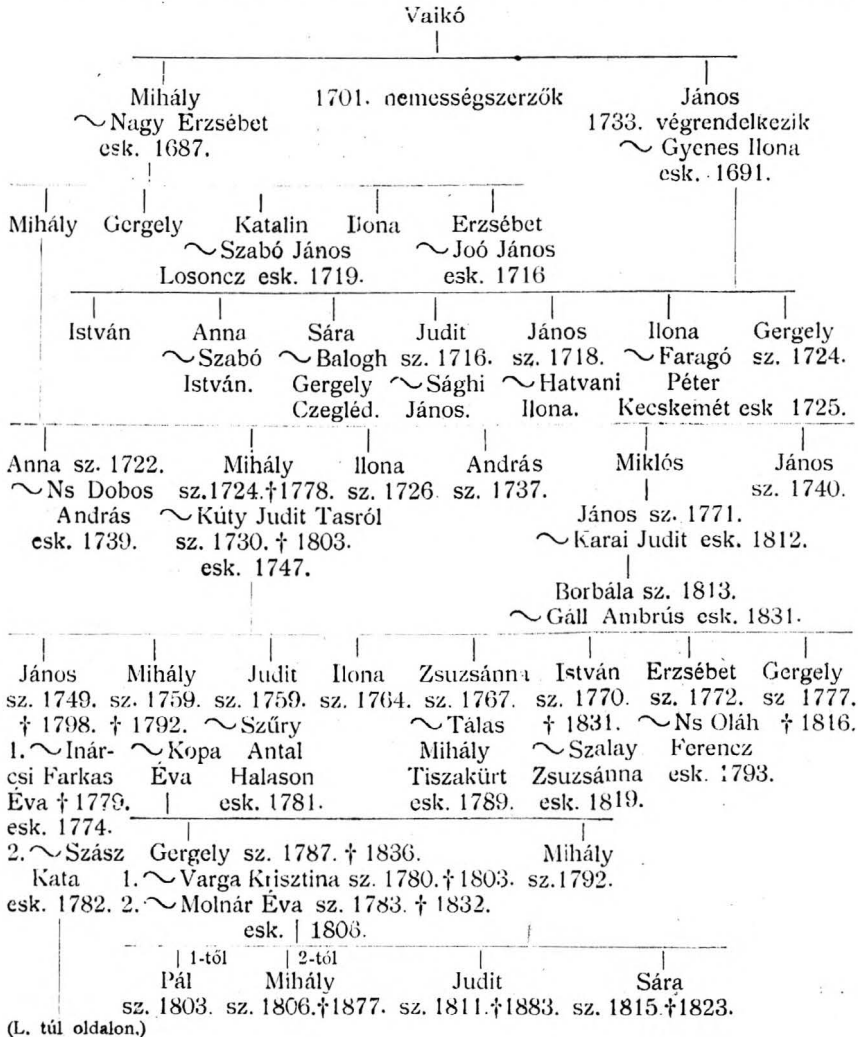 Vaikó
Mihály 1701. nemességszerzők János
~ Nagy Erzsébet 1733. végrendelkezik
esk. 1687. ~ Gyenes Ilona
esk. 1691.
Mihály Gergely Katalin Ilona Erzsébet
~ Szabó János ~ Joó János
Losoncz esk. 1719. esk. 1716
István Anna Sára Judit János Ilona Gergely
~ Szabó ~ Balogh sz. 1716. sz. 1718. ~ Faragó sz. 1724.
István. Gergely ~ Sághi ~ Hatvani Péter
Czegléd. János. Ilona. Kecskemét esk 1725.
Anna sz. 1722. Mihály Ilona András Miklós János
~ Ns Dobos sz. 1724. † 1778. sz. 1726 sz. 1737. sz. 1740.
András ~ Kúty Judit Tasról János sz. 1771.
esk. 1739. sz. 1730. † 1803. ~ Karai Judit esk. 1812.
esk. 1747.
Borbála sz. 1813.
~ Gáll Ambrús esk. 1831.
János Mihály Judit Ilona Zsuzsánna István Erzsébet Gergely
sz. 1749. sz. 1759. sz. 1759. sz. 1764. sz. 1767. sz. 1770. sz. 1772. sz 1777.
† 1798. † 1792. ~ Szűry ~ Tálas † 1831. ~ Ns Oláh † 1816.
1. ~ Inár- ~ Kopa Antal Mihály ~ Szalay Ferencz
csi Farkas Éva Halason Tiszakürt Zsuzsánna esk. 1793.
Éva † 1779. esk. 1781. esk. 1789. esk. 1819.
esk. 1774.
2. ~ Szász Gergely sz. 1787. † 1836. Mihály
Kata 1. ~ Varga Krisztina sz. 1780. † 1803. sz. 1792.
esk. 1782. 2. ~ Molnár Éva sz. 1783. † 1832.
esk. 1806.
1-től 2-tól
Pál Mihály Judit Sára
sz. 1803. sz. 1806. † 1877. sz. 1811. † 1883. sz. 1815. † 1823.
(L. túl oldalon.)